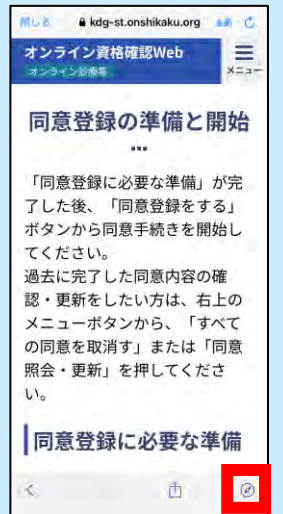 閉じる kdg-st.onshikaku.org ああ
オンライン資格確認Web
オンライン診療等
メニュー
同意登録の準備と開始
「同意登録に必要な準備」が完
了した後、「同意登録をする」
ボタンから同意手続きを開始し
てください。
過去に完了した同意内容の確
認・更新をしたい方は、右上の
メニューボタンから、「すべて
の同意を取消す」または「同意
照会・更新」を押してくださ
い。
同意登録に必要な準備